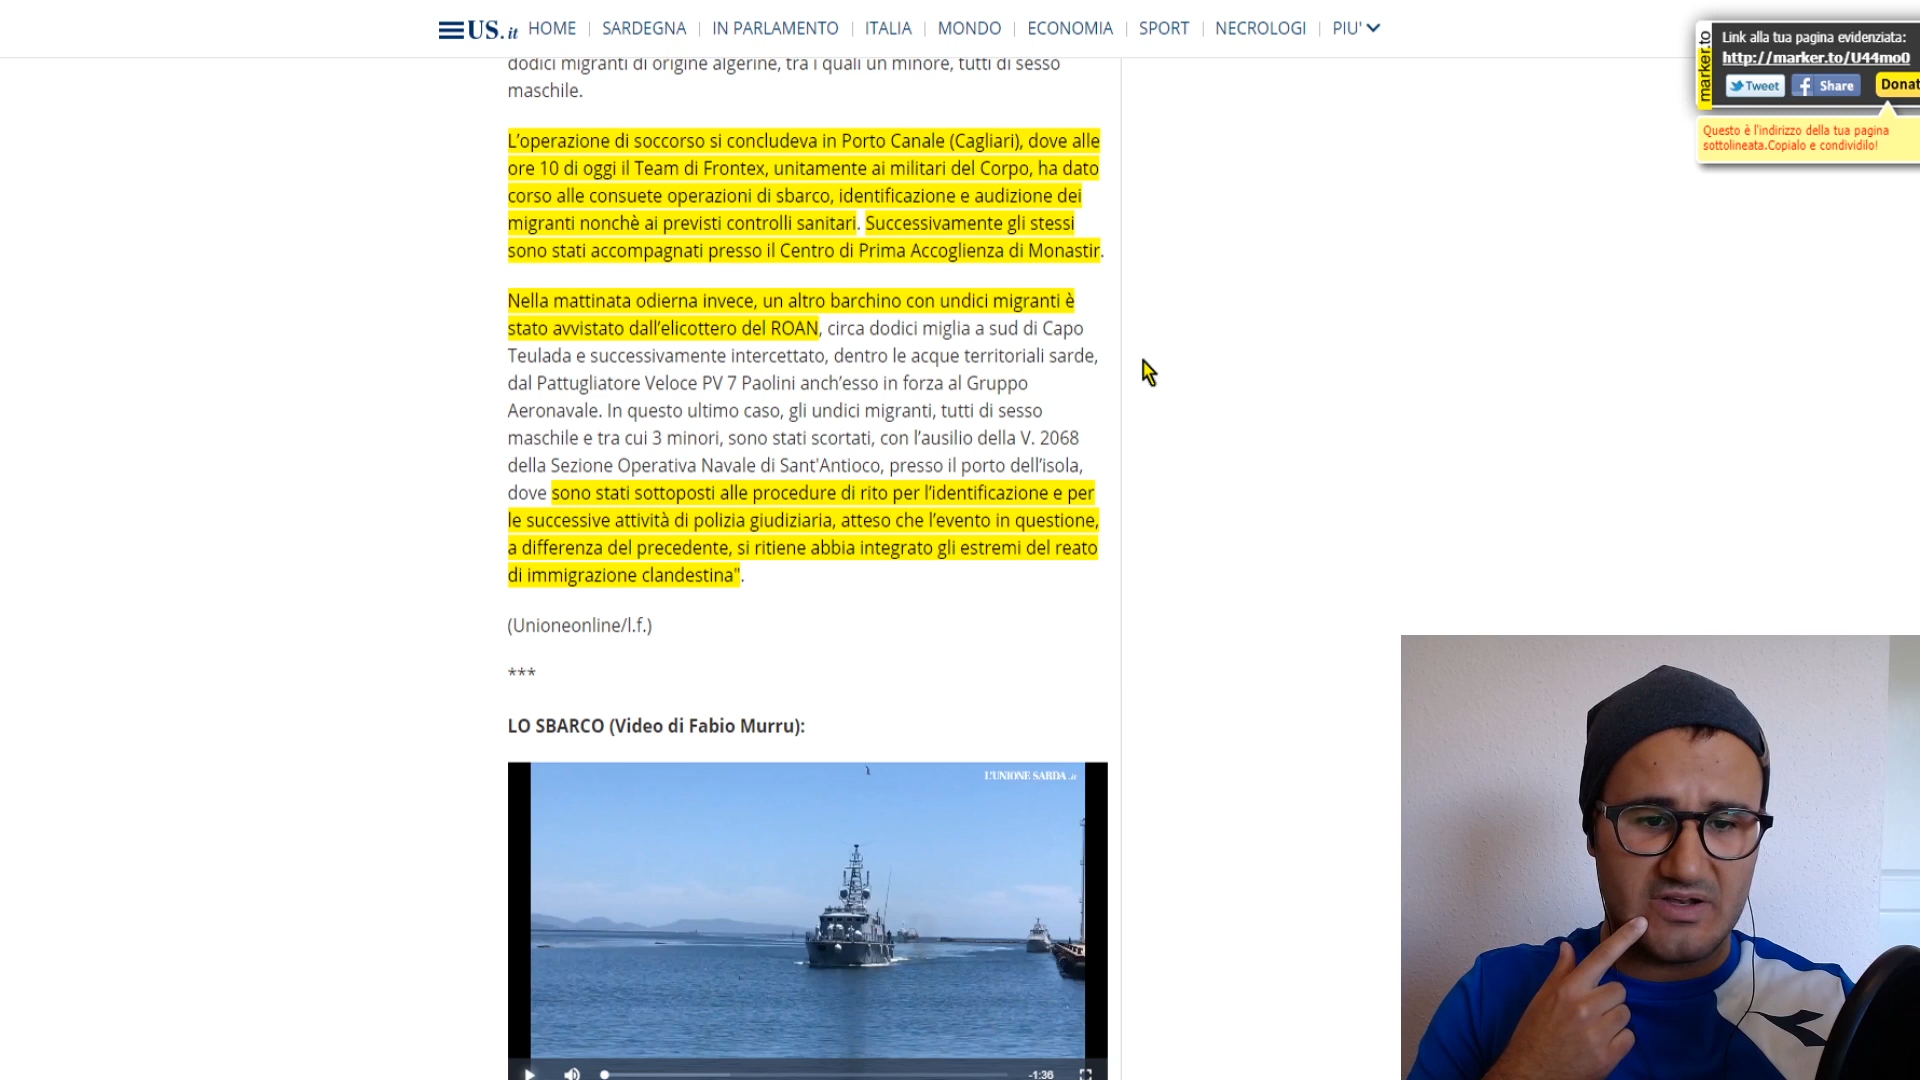 US.it HOME SARDEGNA IN PARLAMENTO ITALIA MONDO ECONOMIA SPORT NECROLOGI PIU'
marker.to
Link alla tua pagina evidenziata:
http://marker.to/U44mo0
Tweet Share Donat
Questo è l'indirizzo della tua pagina
sottolineata.Copialo e condividilo!
dodici migranti di origine algerine, tra i quali un minore, tutti di sesso
maschile.
L’operazione di soccorso si concludeva in Porto Canale (Cagliari), dove alle
ore 10 di oggi il Team di Frontex, unitamente ai militari del Corpo, ha dato
corso alle consuete operazioni di sbarco, identificazione e audizione dei
migranti nonchè ai previsti controlli sanitari. Successivamente gli stessi
sono stati accompagnati presso il Centro di Prima Accoglienza di Monastir.
Nella mattinata odierna invece, un altro barchino con undici migranti è
stato avvistato dall’elicottero del ROAN, circa dodici miglia a sud di Capo
Teulada e successivamente intercettato, dentro le acque territoriali sarde,
dal Pattugliatore Veloce PV 7 Paolini anch’esso in forza al Gruppo
Aeronavale. In questo ultimo caso, gli undici migranti, tutti di sesso
maschile e tra cui 3 minori, sono stati scortati, con l’ausilio della V. 2068
della Sezione Operativa Navale di Sant'Antioco, presso il porto dell’isola,
dove sono stati sottoposti alle procedure di rito per l’identificazione e per
le successive attività di polizia giudiziaria, atteso che l’evento in questione,
a differenza del precedente, si ritiene abbia integrato gli estremi del reato
di immigrazione clandestina".
(Unioneonline/l.f.)
***
LO SBARCO (Video di Fabio Murru):
L'UNIONE SARDA.it
-1:36